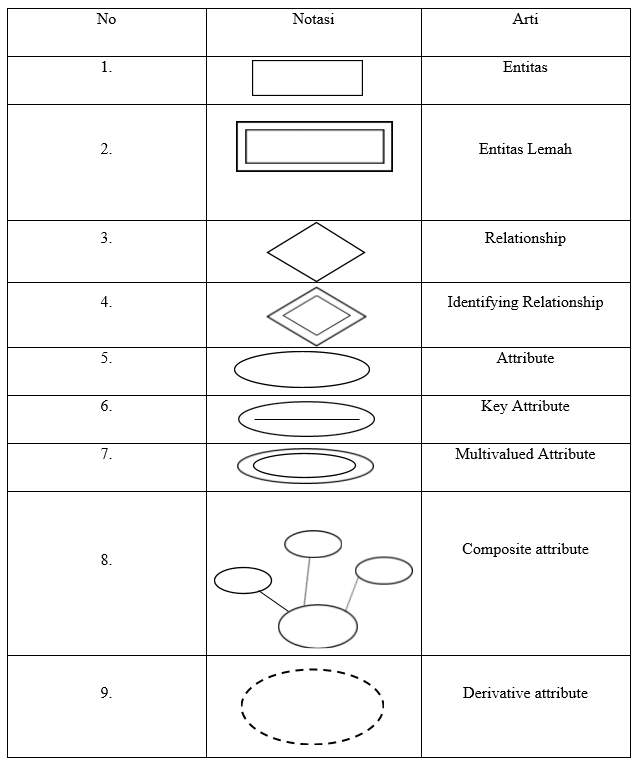 No Notasi Arti
1. Entitas
2. Entitas Lemah
3. Relationship
4. Identifying Relationship
5. Attribute
6. Key Attribute
7. Multivalued Attribute
8. Composite attribute
9. Derivative attribute